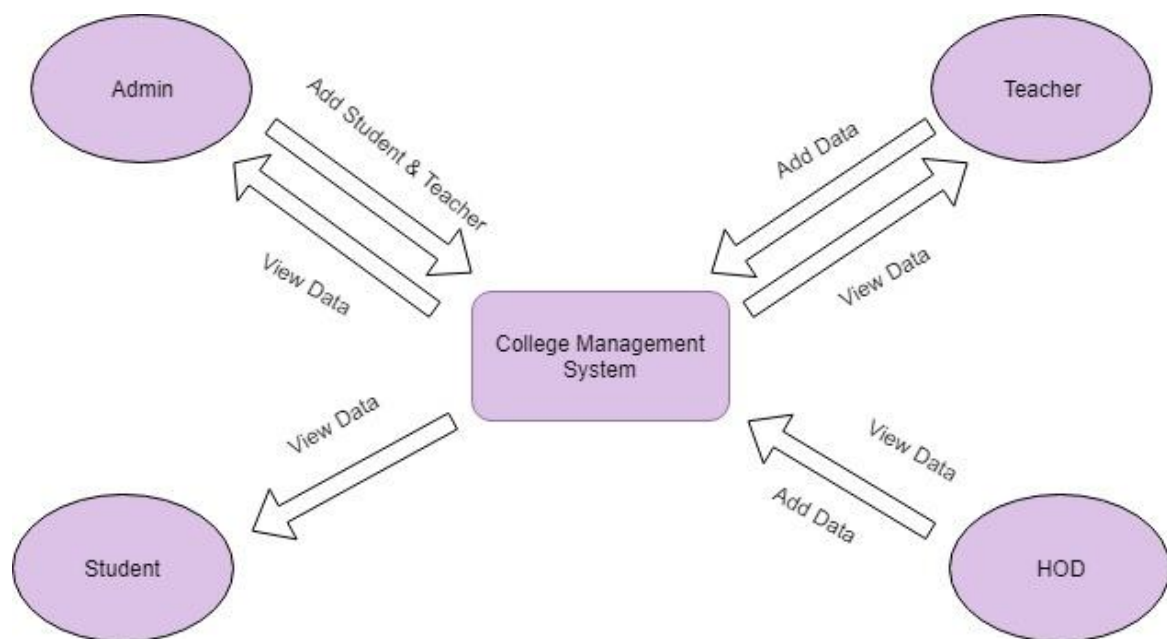 Admin
Teacher
Add Student & Teacher
Add Data
View Data
View Data
College Management
System
View Data
View Data
Add Data
Student
HOD